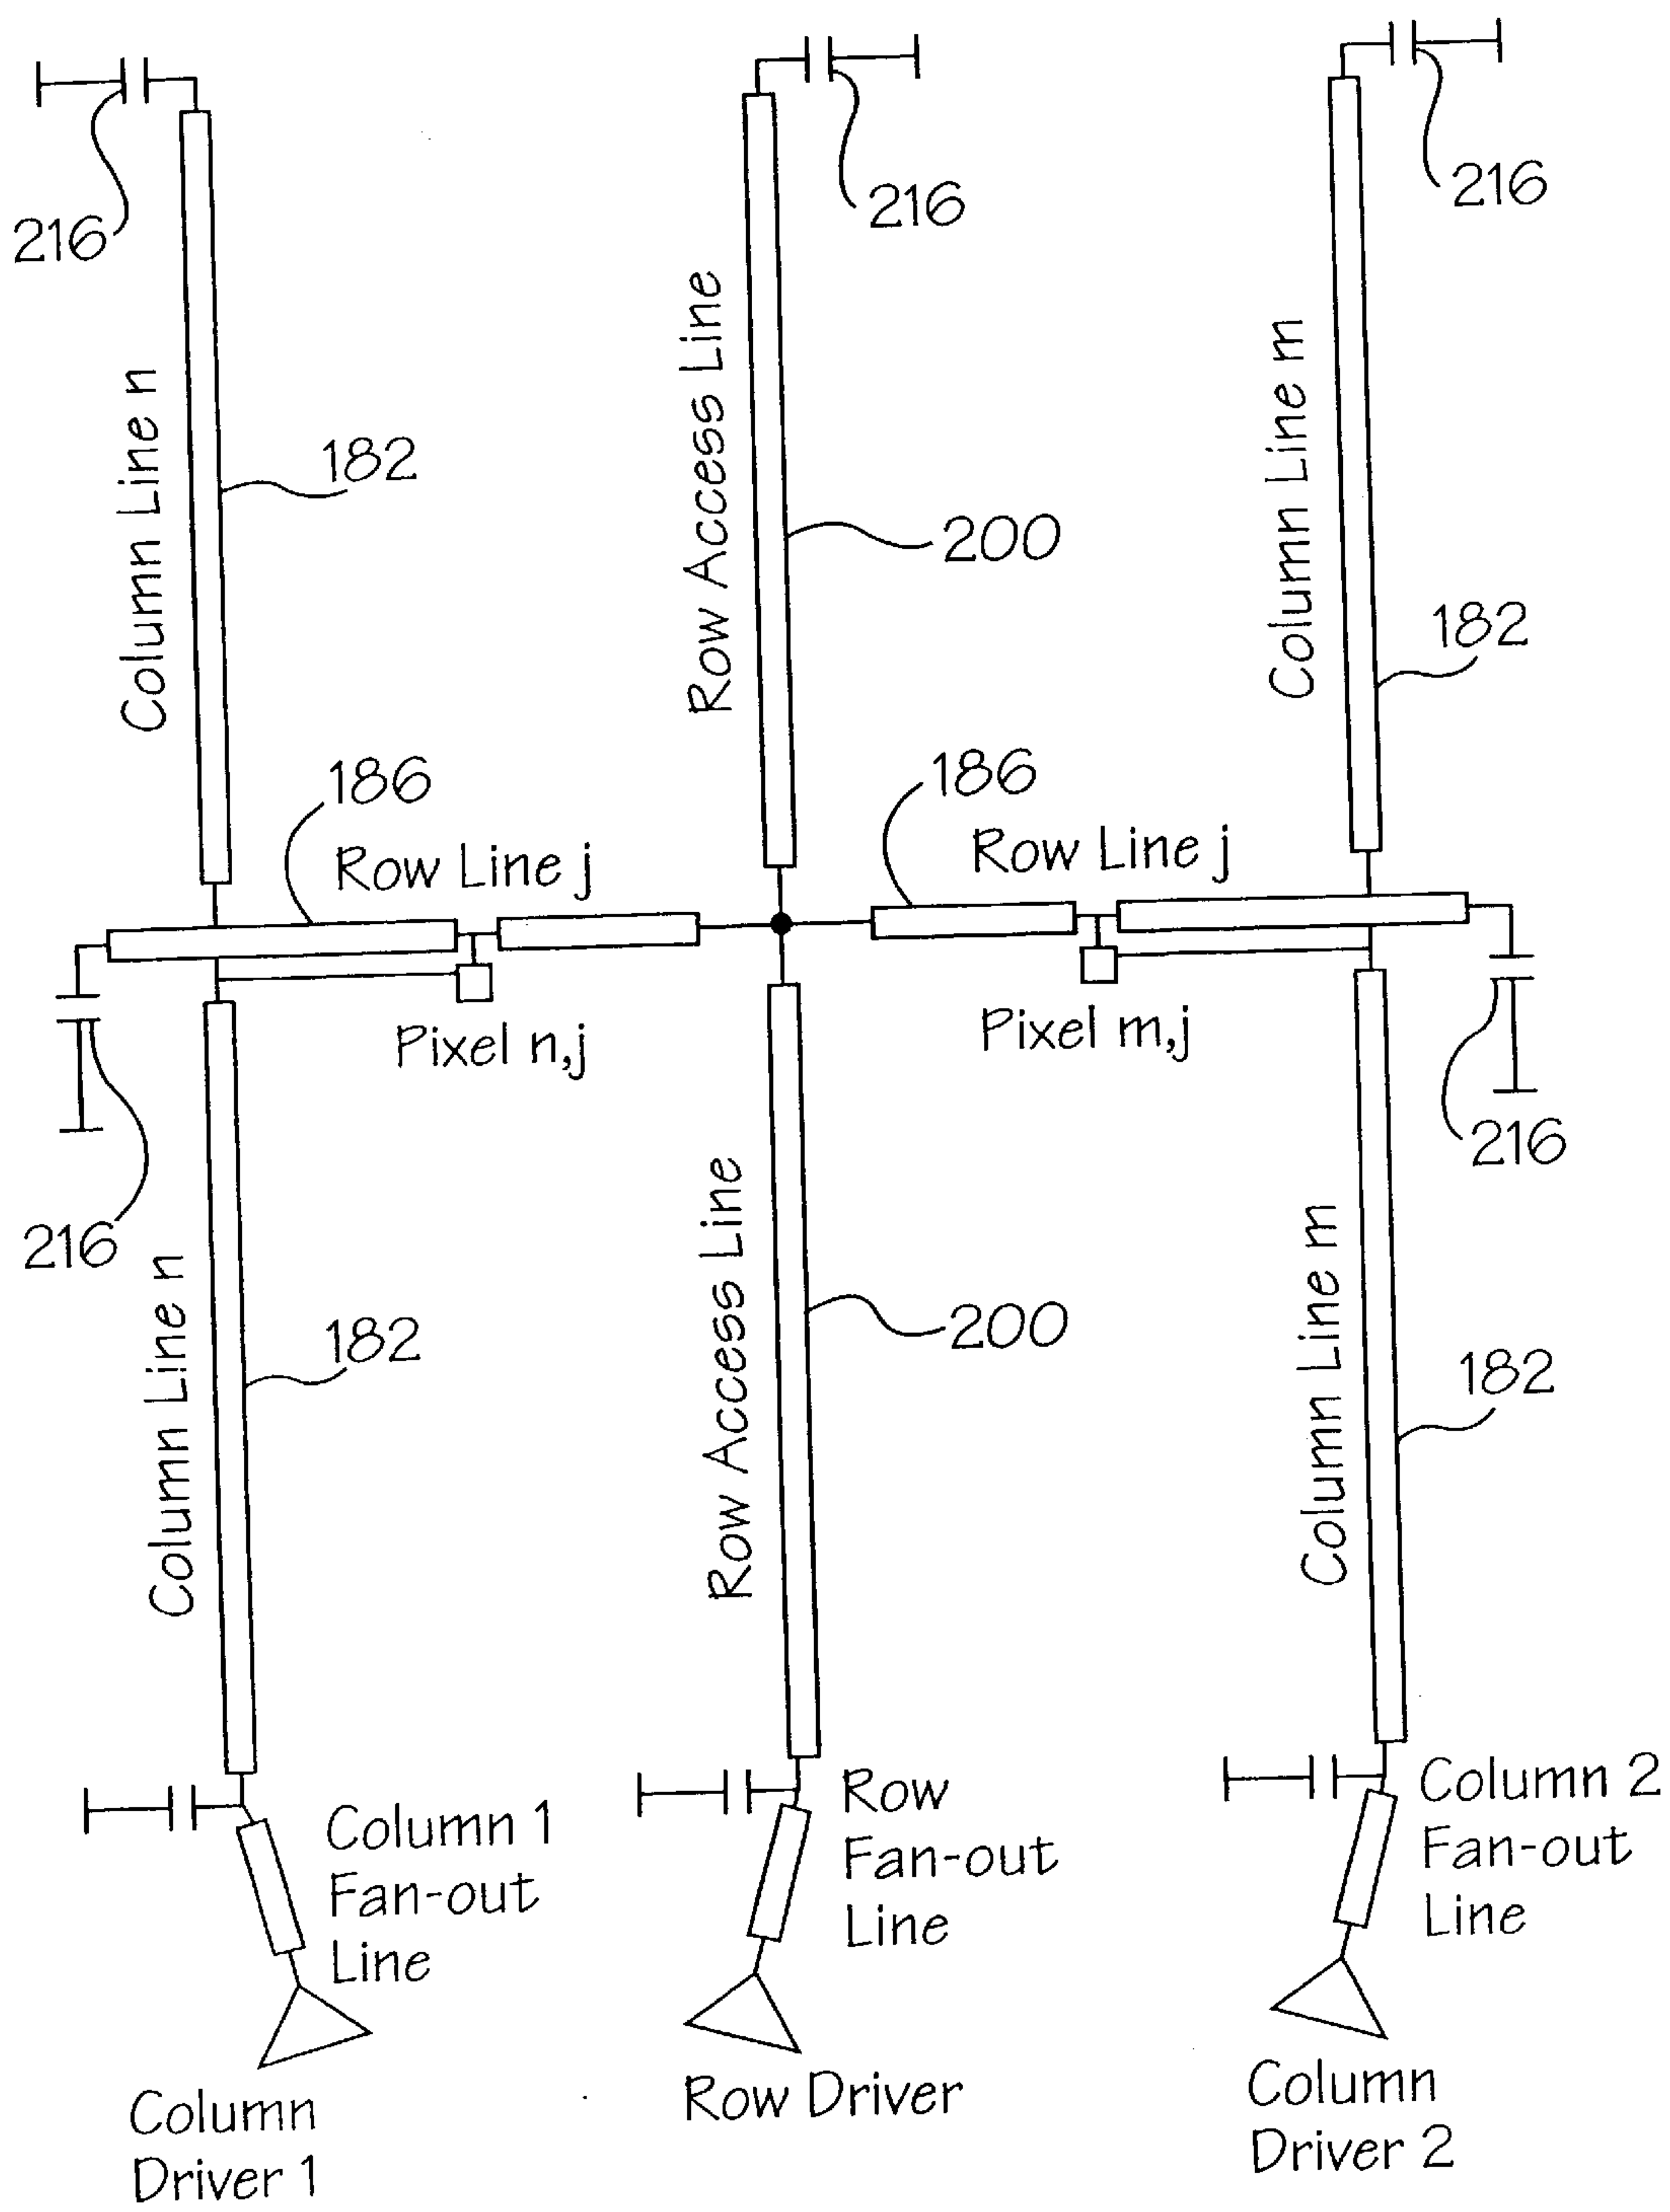 216
216
216
Column Line n
182
Row Access Line
200
Column Line m
182
186
Row Line j
186
Row Line j
Pixel n,j
Pixel m,j
216
216
Column Line n
182
Row Access Line
200
Column Line m
182
Column 1
Fan-out
Line
Row
Fan-out
Line
Column 2
Fan-out
Line
Column
Driver 1
Row Driver
Column
Driver 2